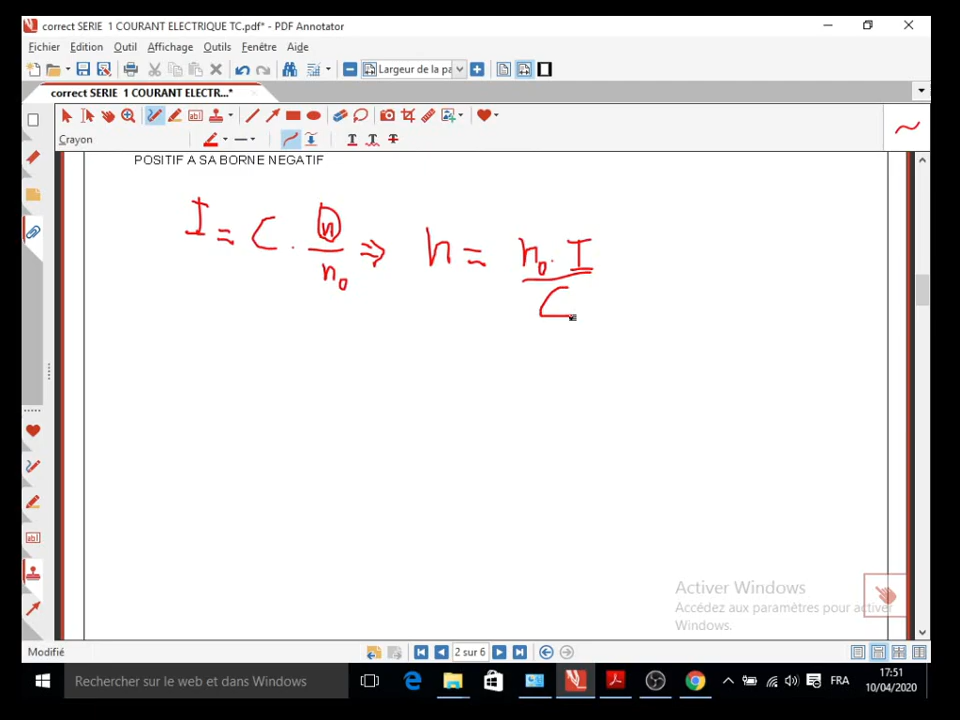 correct SERIE 1 COURANT ELECTRIQUE TC.pdf* - PDF Annotator
Fichier Edition Outil Affichage Outils Fenêtre Aide
Largeur de la pa
correct SERIE 1 COURANT ELECTR...*
Crayon
POSITIF A SA BORNE NEGATIF
I = C . n / n0 ⇒ n = n0 . I / C
Activer Windows
Accédez aux paramètres pour activer
Windows.
Modifié
2 sur 6
Rechercher sur le web et dans Windows
FRA
17:51
10/04/2020